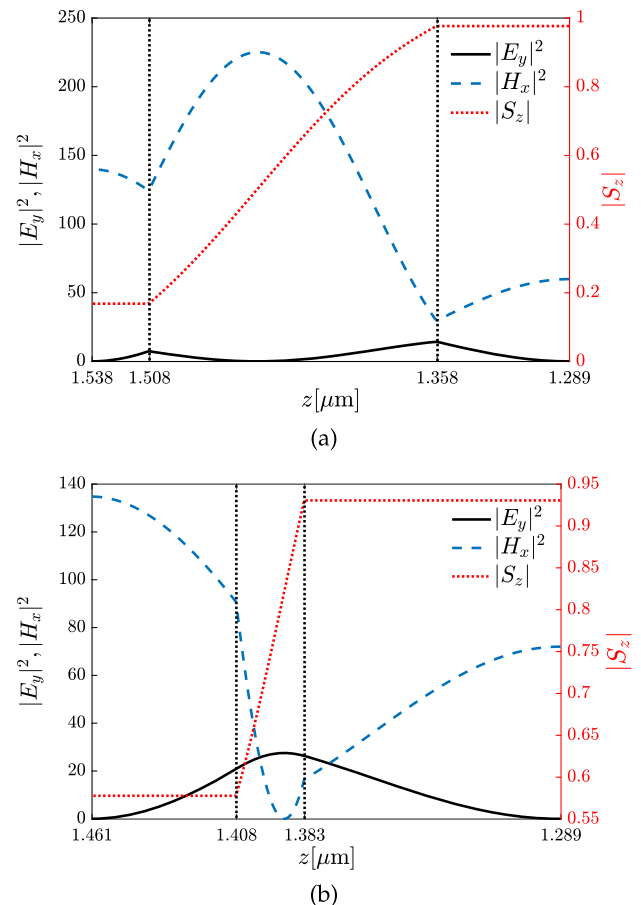 250
200
150
100
50
0
|E_y|^2, |H_x|^2
1
0.8
0.6
0.4
0.2
0
|S_z|
|E_y|^2
|H_x|^2
|S_z|
1.538 1.508 1.358 1.289
z[μm]
(a)
140
120
100
80
60
40
20
0
|E_y|^2, |H_x|^2
0.95
0.9
0.85
0.8
0.75
0.7
0.65
0.6
0.55
|S_z|
|E_y|^2
|H_x|^2
|S_z|
1.461 1.408 1.383 1.289
z[μm]
(b)